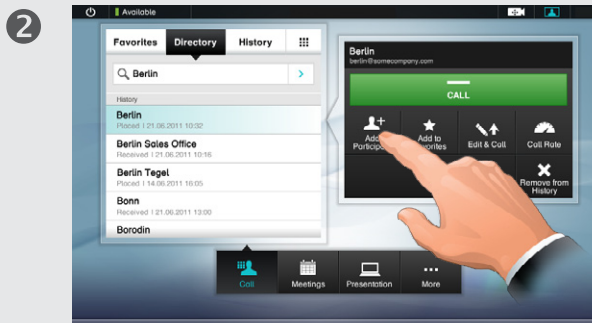 2
Available
Favorites Directory History
Berlin
History
Berlin
Placed | 21.06.2011 10:32
Berlin Sales Office
Received | 21.06.2011 10:16
Berlin Tegel
Placed | 14.06.2011 16:05
Bonn
Received | 21.06.2011 13:00
Borodin
Berlin
berlin@somecompany.com
CALL
Add
Add to
Edit & Call
Call Rate
Remove from
History
Call Meetings Presentation More